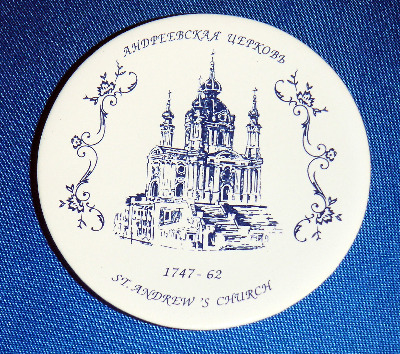 АНДРЕЕВСКАЯ ЦЕРКОВЬ
1747-62
ST. ANDREW 'S CHURCH